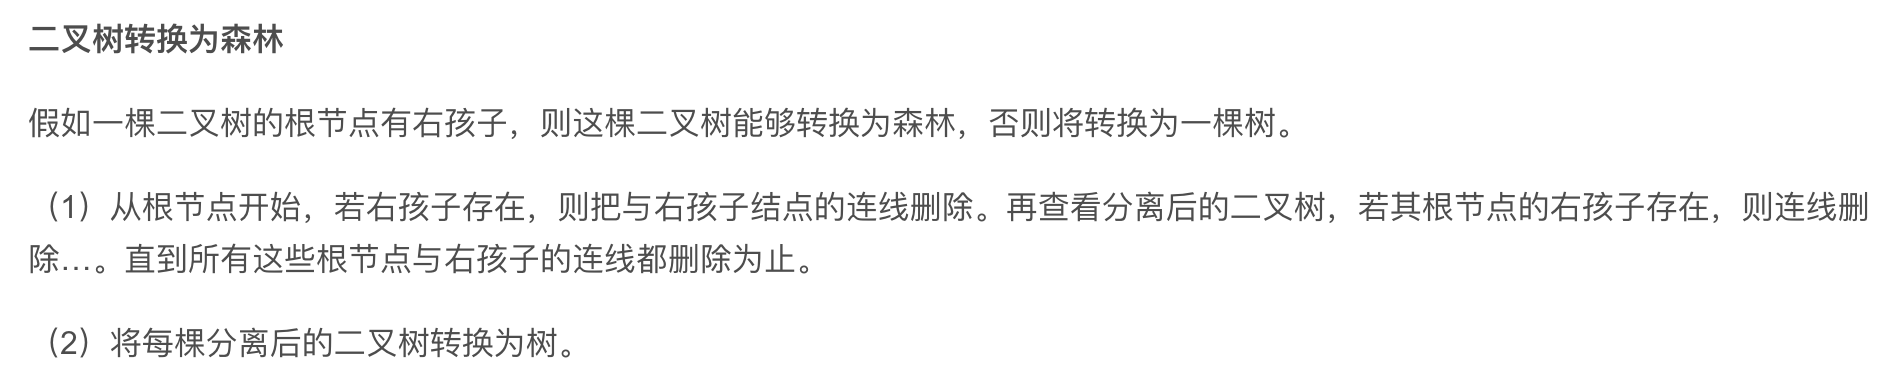 二叉树转换为森林
假如一棵二叉树的根节点有右孩子，则这棵二叉树能够转换为森林，否则将转换为一棵树。
（1）从根节点开始，若右孩子存在，则把与右孩子结点的连线删除。再查看分离后的二叉树，若其根节点的右孩子存在，则连线删
除…。直到所有这些根节点与右孩子的连线都删除为止。
（2）将每棵分离后的二叉树转换为树。